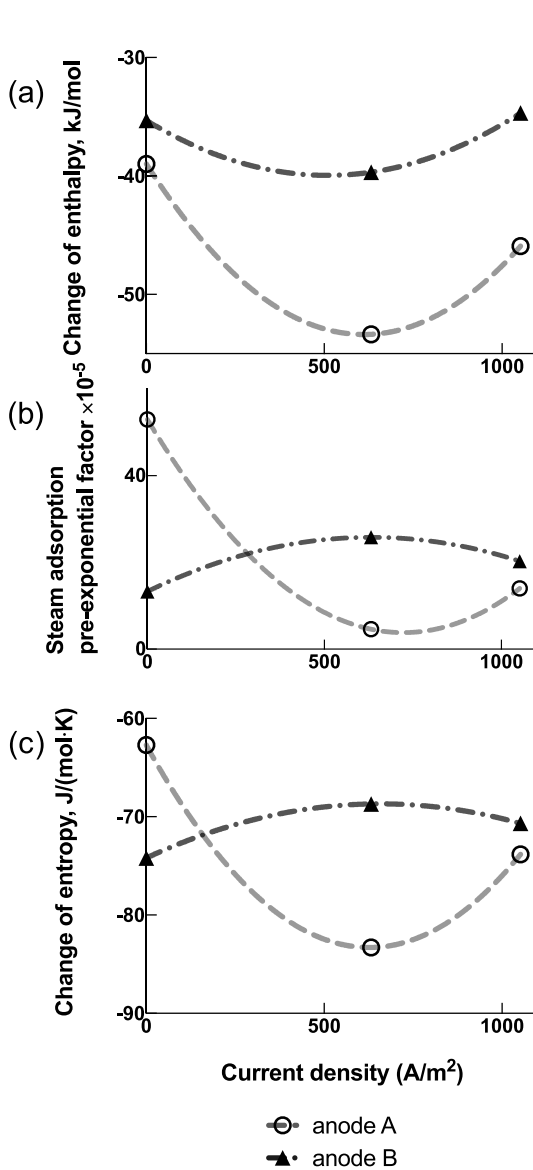 (a)
Change of enthalpy, kJ/mol
-30
-40
-50
0
500
1000
(b)
Steam adsorption
pre-exponential factor ×10-5
40
0
0
500
1000
(c)
Change of entropy, J/(mol·K)
-60
-70
-80
-90
0
500
1000
Current density (A/m²)
anode A
anode B